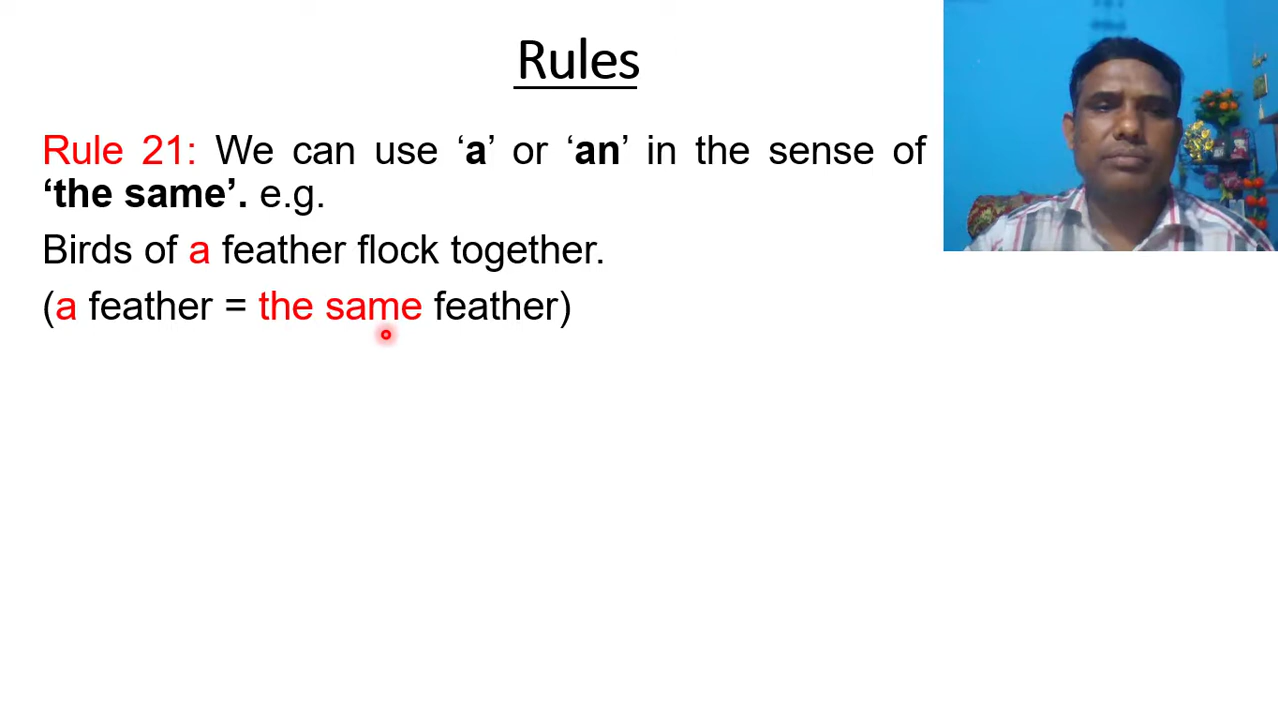 Rules
Rule 21: We can use ‘a’ or ‘an’ in the sense of
‘the same’. e.g.
Birds of a feather flock together.
(a feather = the same feather)